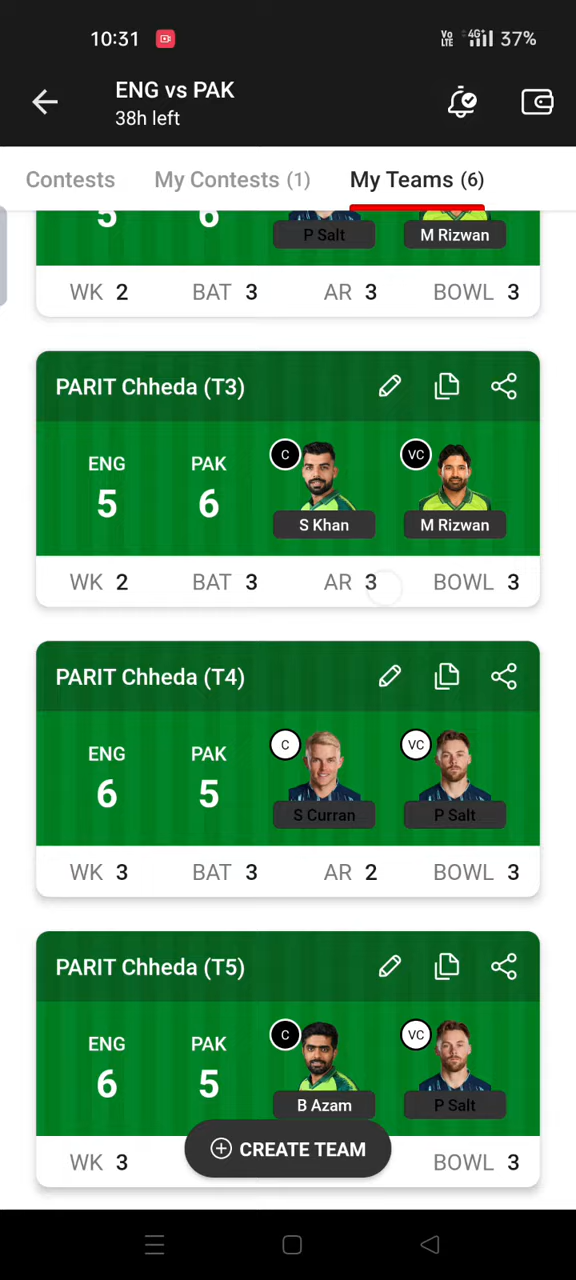 10:31 Vo LTE 4G 37%
ENG vs PAK
38h left
Contests My Contests (1) My Teams (6)
5 6 P Salt M Rizwan
WK 2 BAT 3 AR 3 BOWL 3
PARIT Chheda (T3)
C VC
ENG PAK
5 6
S Khan M Rizwan
WK 2 BAT 3 AR 3 BOWL 3
PARIT Chheda (T4)
C VC
ENG PAK
6 5
S Curran P Salt
WK 3 BAT 3 AR 2 BOWL 3
PARIT Chheda (T5)
C VC
ENG PAK
6 5
B Azam P Salt
CREATE TEAM
WK 3 BOWL 3